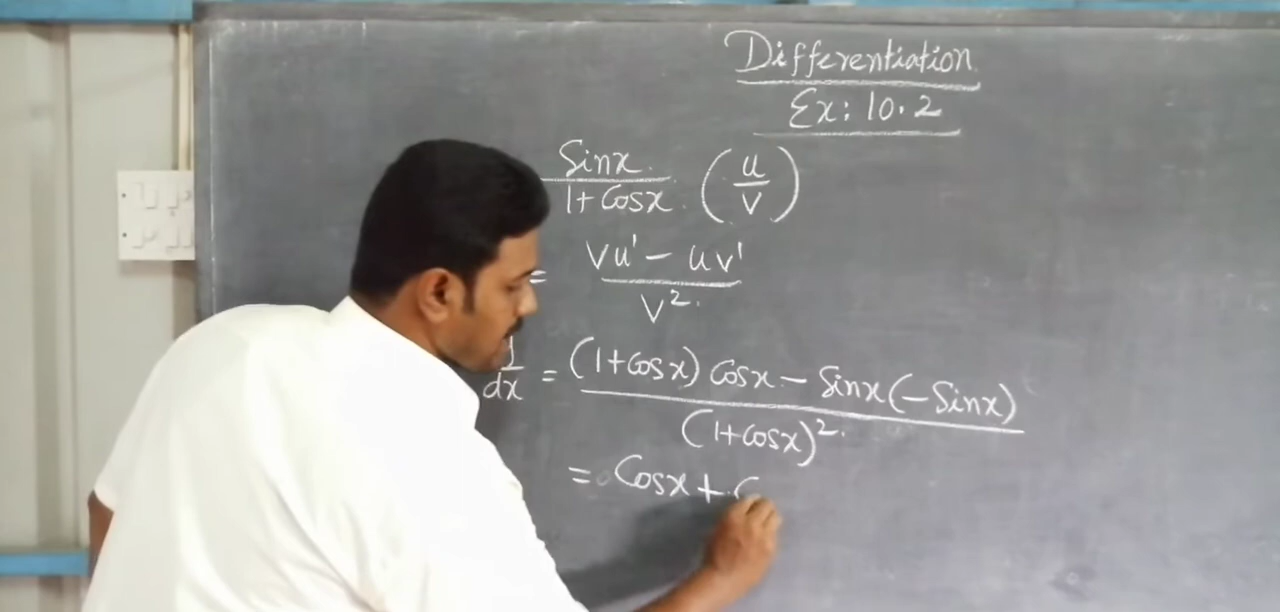 Differentiation
Ex: 10.2
Sinx / 1+Cosx (u/v)
= vu' - uv' / v²
y/dx = (1+Cosx) Cosx - Sinx(-Sinx) / (1+Cosx)²
= Cosx + C